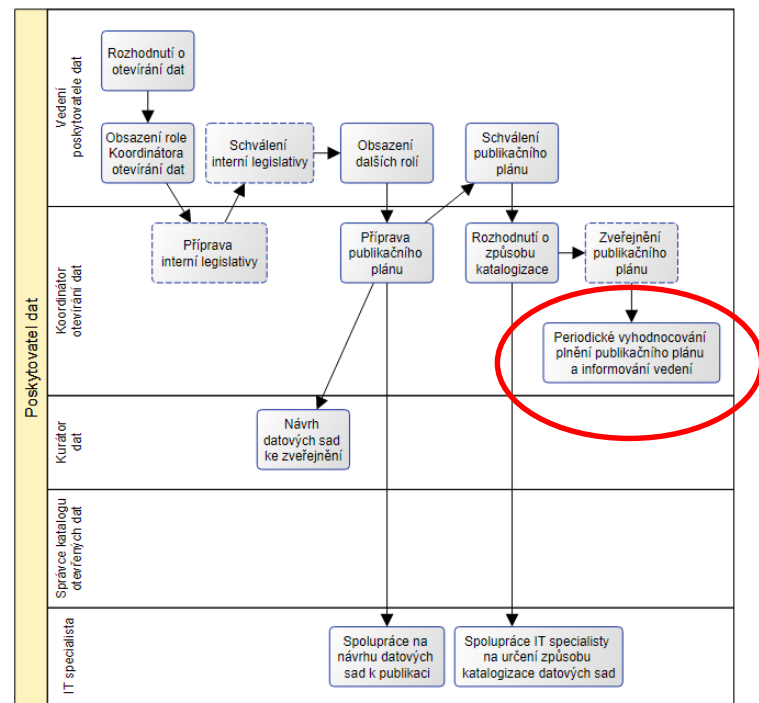 Poskytovatel dat
Vedení
poskytovatele dat
Rozhodnutí o
otevírání dat
Obsazení role
Koordinátora
otevírání dat
Schválení
interní legislativy
Obsazení
dalších rolí
Schválení
publikačního
plánu
Koordinátor
otevírání dat
Příprava
interní legislativy
Příprava
publikačního
plánu
Rozhodnutí o
způsobu
katalogizace
Zveřejnění
publikačního
plánu
Periodické vyhodnocování
plnění publikačního plánu
a informování vedení
Kurátor
dat
Návrh
datových sad
ke zveřejnění
Správce katalogu
otevřených dat
IT specialista
Spolupráce na
návrhu datových
sad k publikaci
Spolupráce IT specialisty
na určení způsobu
katalogizace datových sad